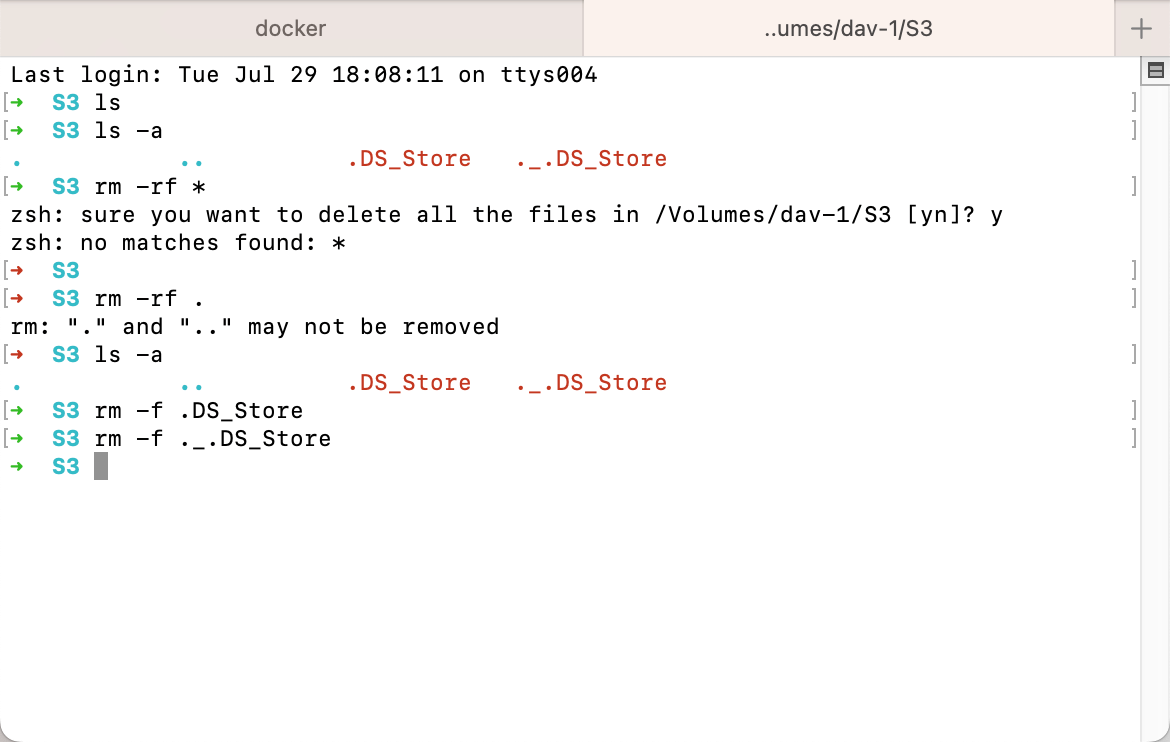 docker
..umes/dav-1/S3
Last login: Tue Jul 29 18:08:11 on ttys004
[➜ S3 ls ]
[➜ S3 ls -a ]
. .. .DS_Store ._.DS_Store
[➜ S3 rm -rf * ]
zsh: sure you want to delete all the files in /Volumes/dav-1/S3 [yn]? y
zsh: no matches found: *
[➜ S3 ]
[➜ S3 rm -rf . ]
rm: "." and ".." may not be removed
[➜ S3 ls -a ]
. .. .DS_Store ._.DS_Store
[➜ S3 rm -f .DS_Store ]
[➜ S3 rm -f ._.DS_Store ]
➜ S3